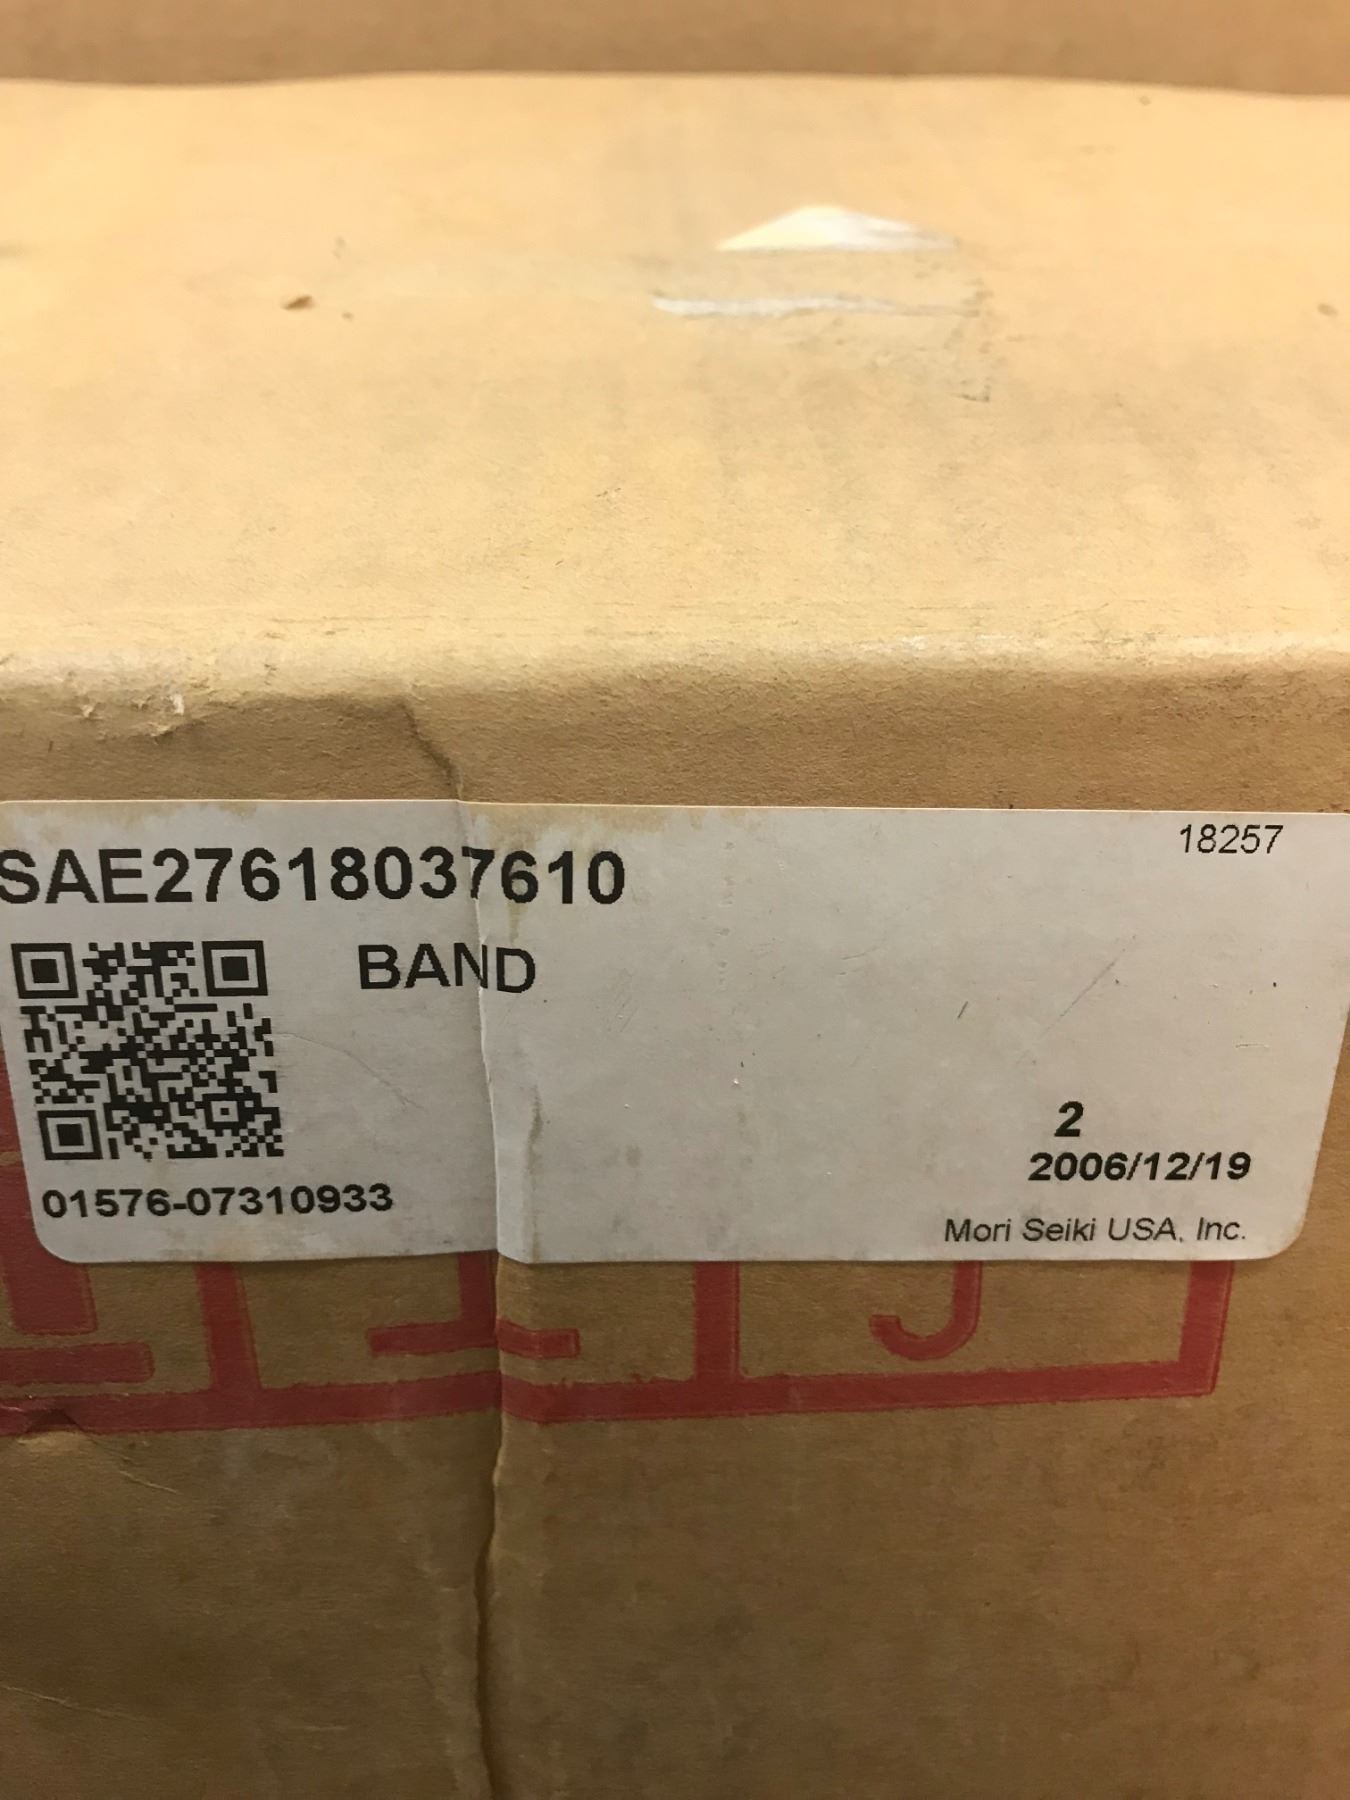 18257
SAE27618037610
BAND
2
2006/12/19
01576-07310933
Mori Seiki USA, Inc.